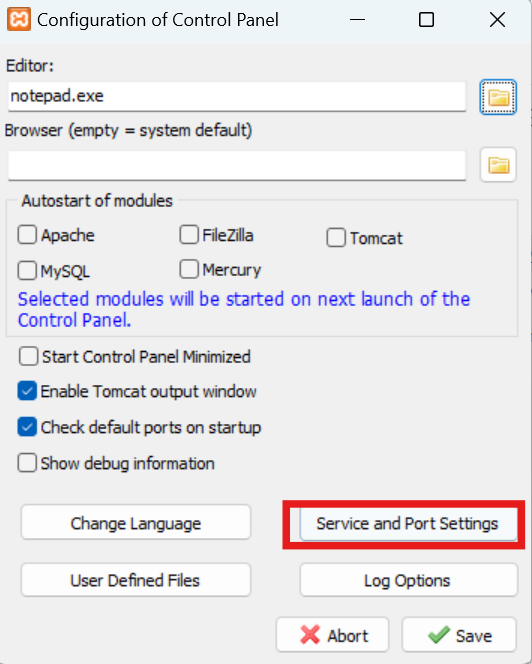 Configuration of Control Panel
Editor:
notepad.exe
Browser (empty = system default)
Autostart of modules
Apache
FileZilla
Tomcat
MySQL
Mercury
Selected modules will be started on next launch of the
Control Panel.
Start Control Panel Minimized
Enable Tomcat output window
Check default ports on startup
Show debug information
Change Language
Service and Port Settings
User Defined Files
Log Options
Abort
Save